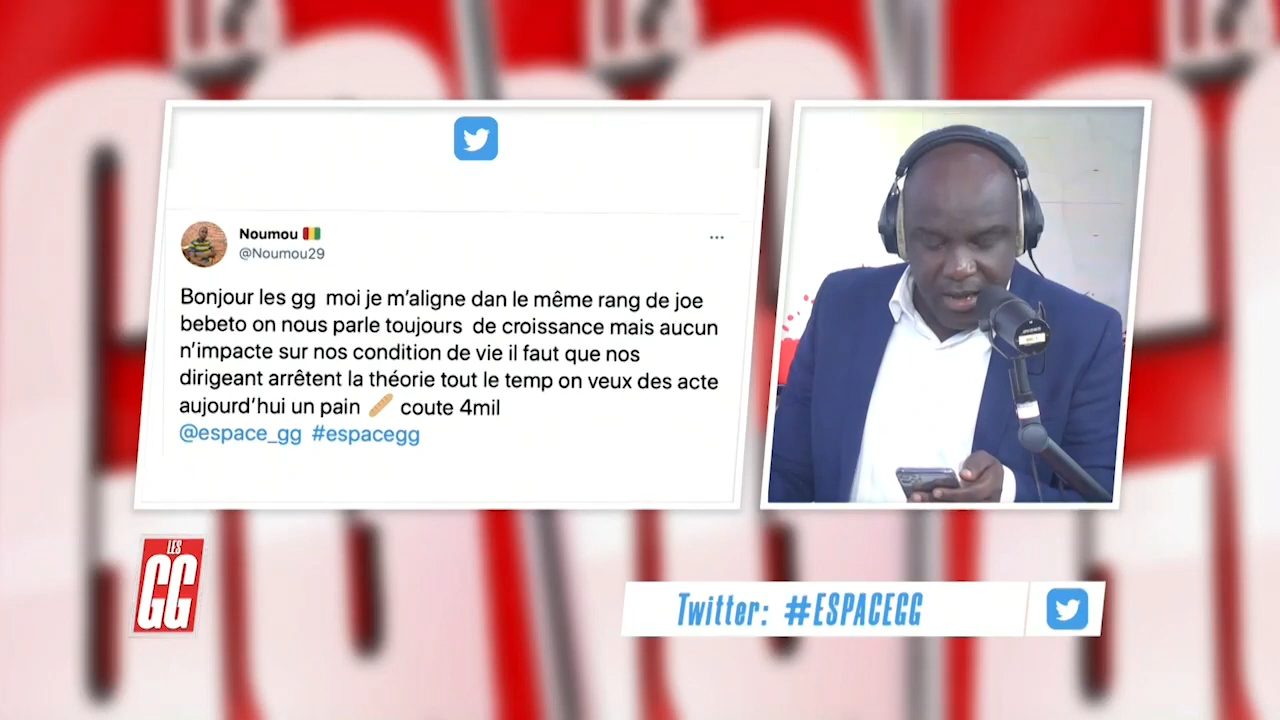 Noumou
@Noumou29
Bonjour les gg moi je m'aligne dan le même rang de joe
bebeto on nous parle toujours de croissance mais aucun
n'impacte sur nos condition de vie il faut que nos
dirigeant arrêtent la théorie tout le temp on veux des acte
aujourd'hui un pain 🥖 coute 4mil
@espace_gg #espacegg
LES
GG
Twitter: #ESPACEGG